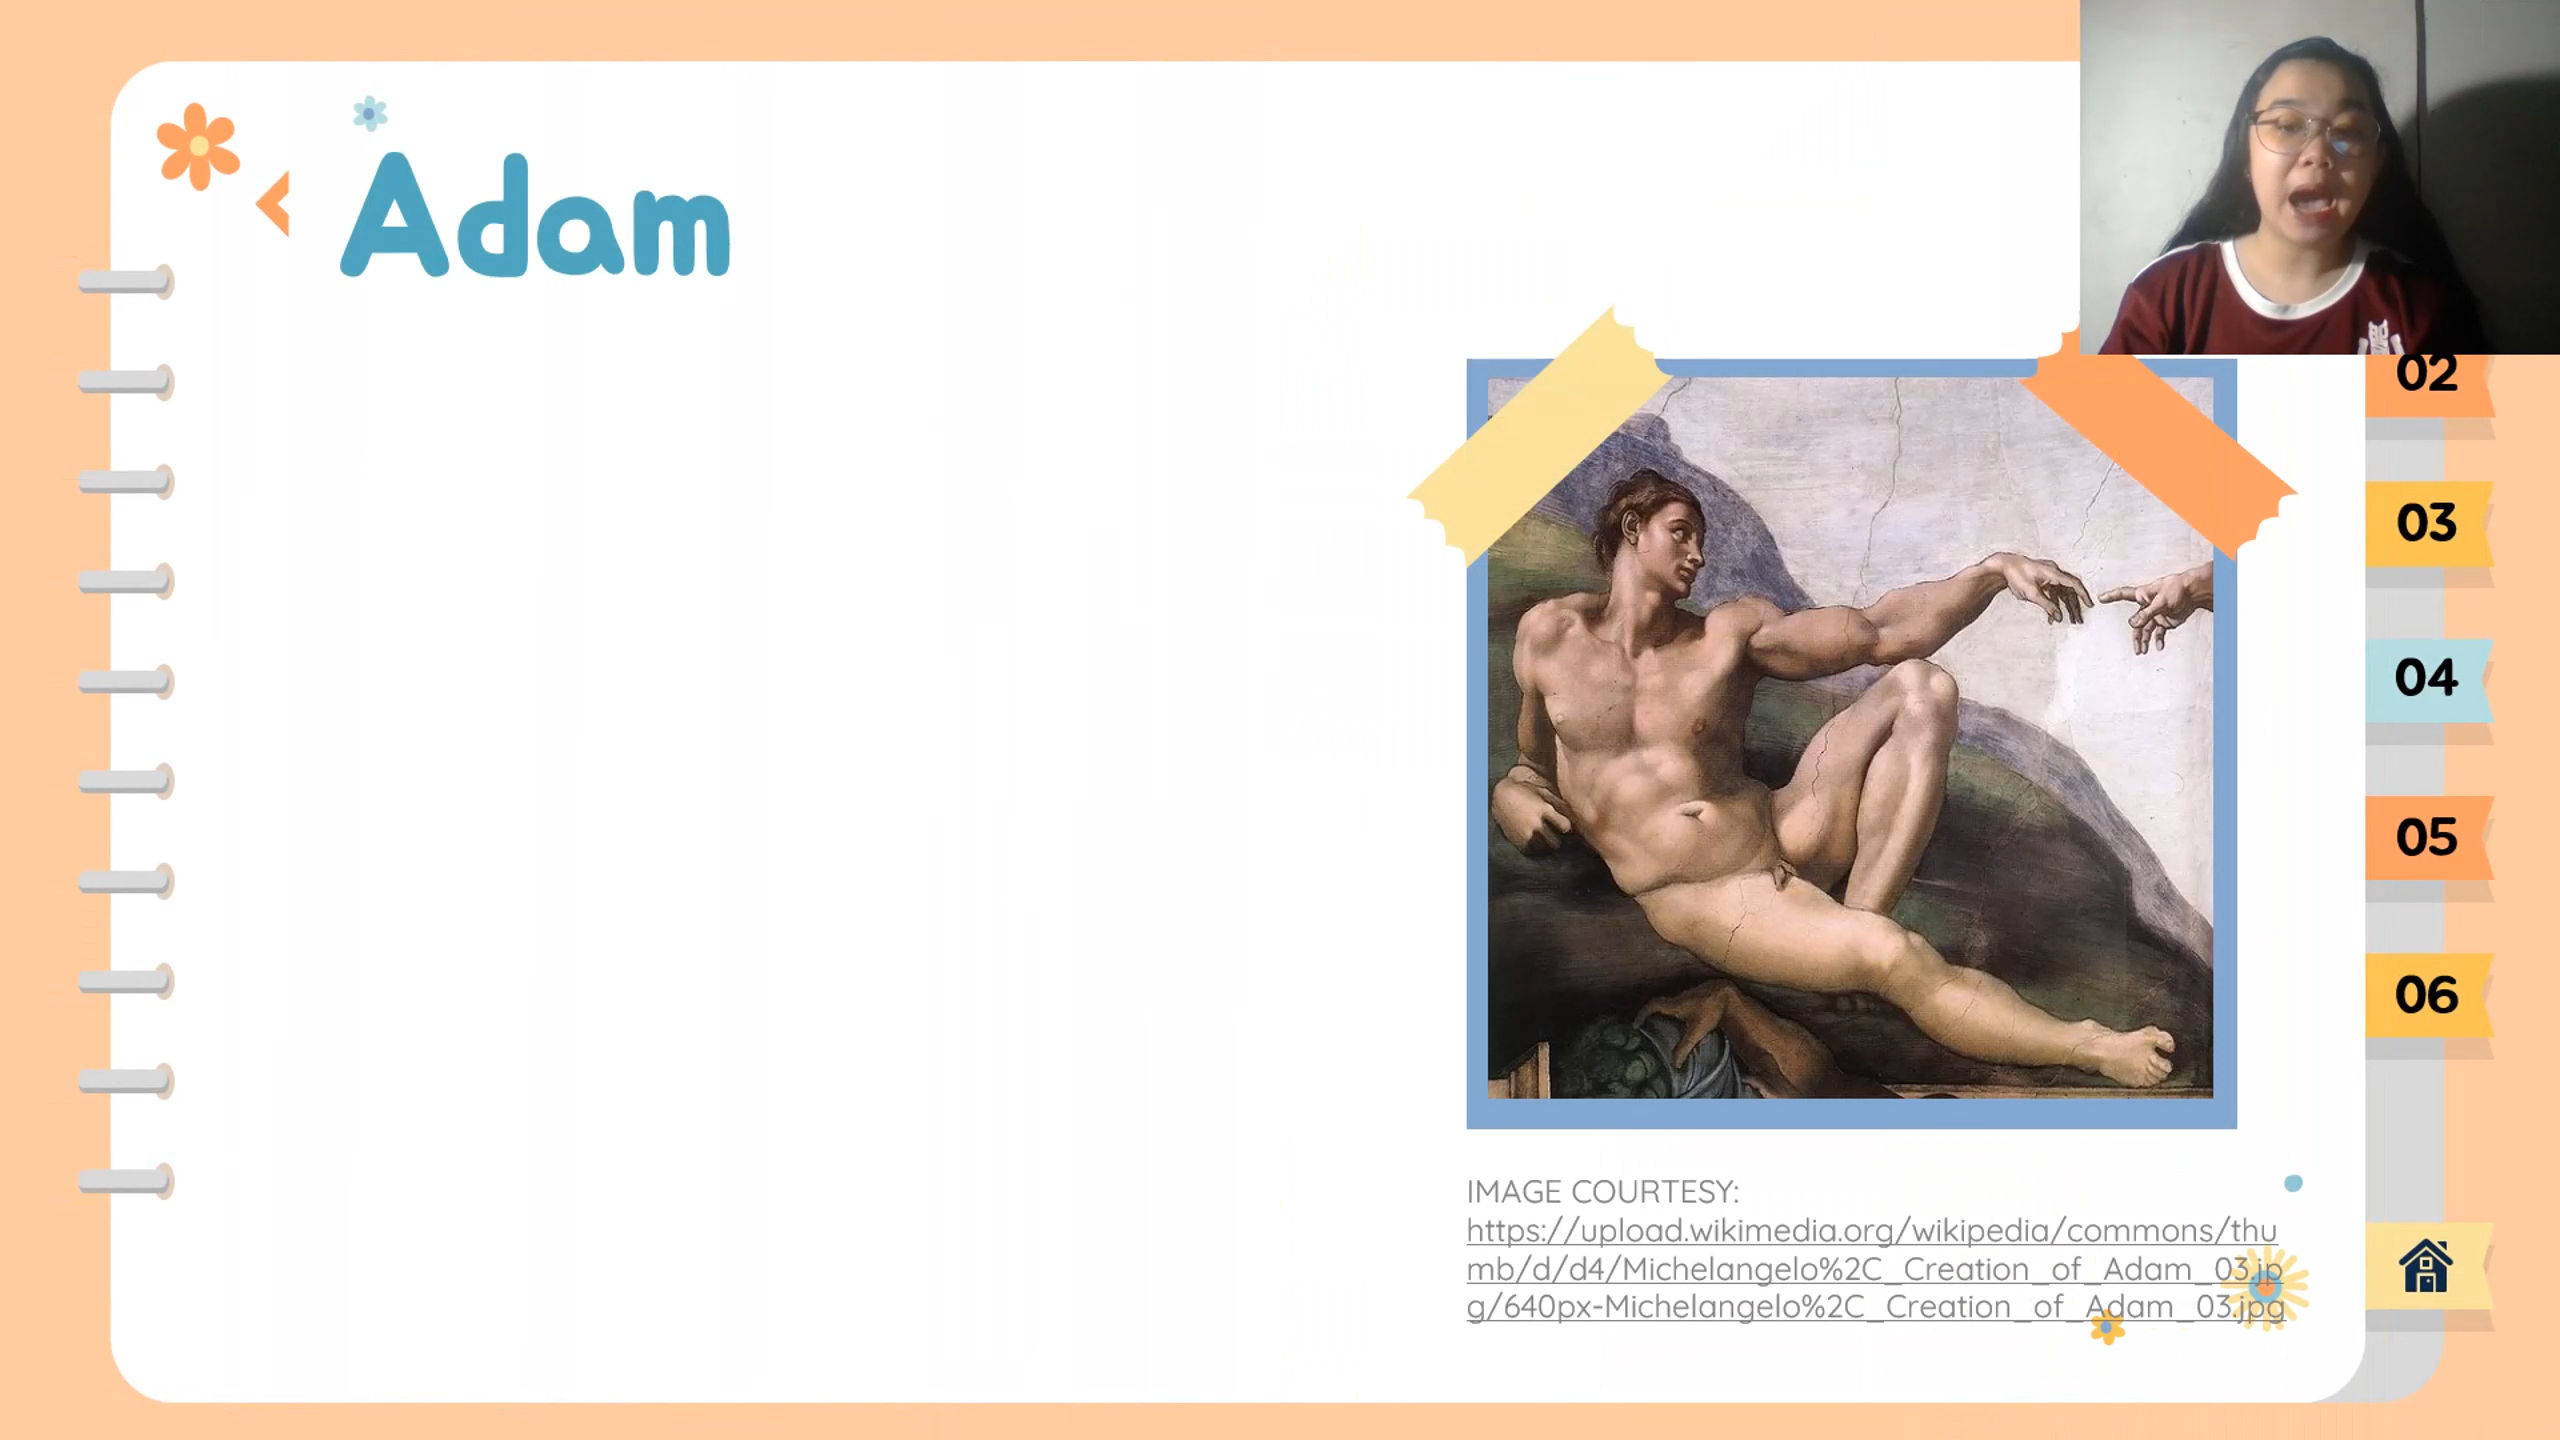 Adam
02
03
04
05
06
IMAGE COURTESY:
https://upload.wikimedia.org/wikipedia/commons/thu
mb/d/d4/Michelangelo%2C_Creation_of_Adam_03.jp
g/640px-Michelangelo%2C_Creation_of_Adam_03.jpg